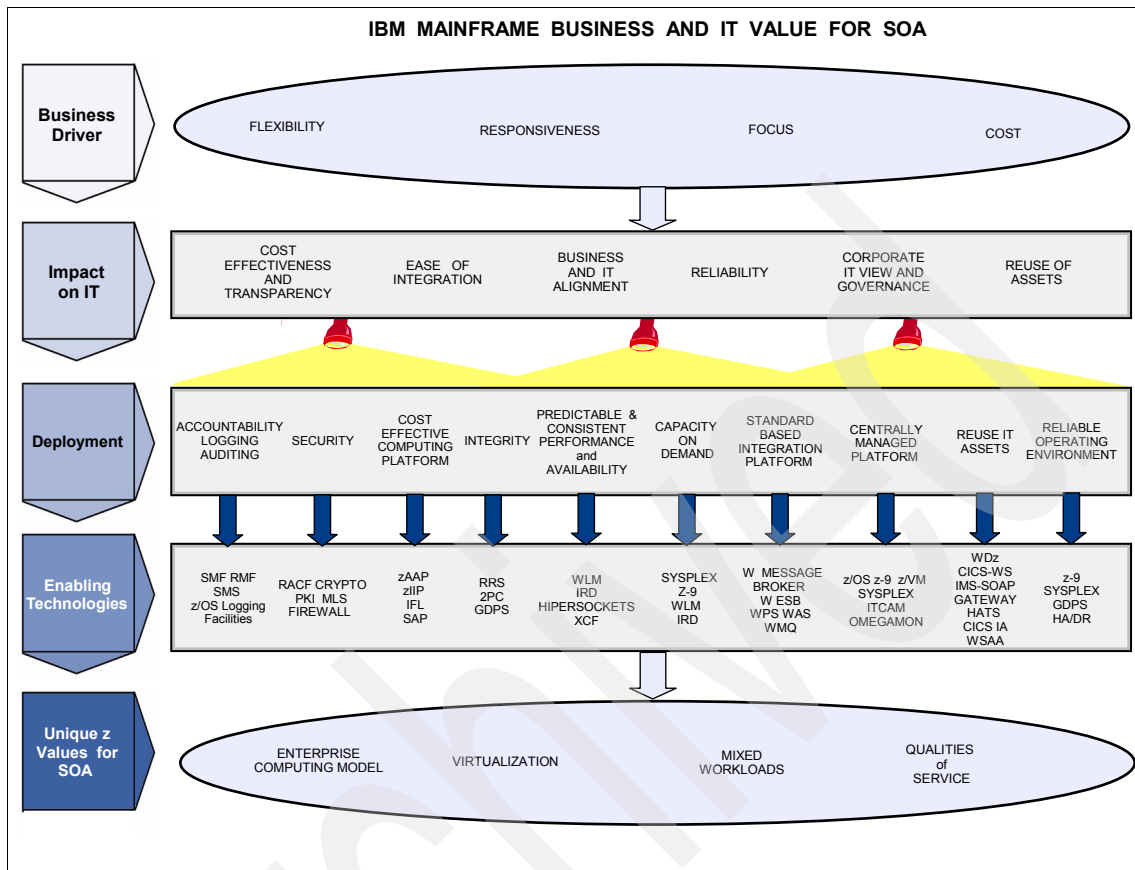 IBM MAINFRAME BUSINESS AND IT VALUE FOR SOA
Business
Driver
FLEXIBILITY
RESPONSIVENESS
FOCUS
COST
Impact
on IT
COST
EFFECTIVENESS
AND
TRANSPARENCY
EASE OF
INTEGRATION
BUSINESS
AND IT
ALIGNMENT
RELIABILITY
CORPORATE
IT VIEW AND
GOVERNANCE
REUSE OF
ASSETS
Deployment
ACCOUNTABILITY
LOGGING
AUDITING
SECURITY
COST
EFFECTIVE
COMPUTING
PLATFORM
INTEGRITY
PREDICTABLE &
CONSISTENT
PERFORMANCE
and
AVAILABILITY
CAPACITY
ON
DEMAND
STANDARD
BASED
INTEGRATION
PLATFORM
CENTRALLY
MANAGED
PLATFORM
REUSE IT
ASSETS
RELIABLE
OPERATING
ENVIRONMENT
Enabling
Technologies
SMF RMF
SMS
z/OS Logging
Facilities
RACF CRYPTO
PKI MLS
FIREWALL
zAAP
zIIP
IFL
SAP
RRS
2PC
GDPS
WLM
IRD
HIPERSOCKETS
XCF
SYSPLEX
Z-9
WLM
IRD
W MESSAGE
BROKER
W ESB
WPS WAS
WMQ
z/OS z-9 z/VM
SYSPLEX
ITCAM
OMEGAMON
WDz
CICS-WS
IMS-SOAP
GATEWAY
HATS
CICS IA
WSAA
z-9
SYSPLEX
GDPS
HA/DR
Unique z
Values for
SOA
ENTERPRISE
COMPUTING MODEL
VIRTUALIZATION
MIXED
WORKLOADS
QUALITIES
of
SERVICE